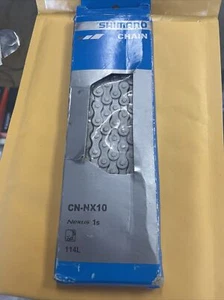 SHIMANO
CHAIN
CN-NX10
NEXUS 1s
114L